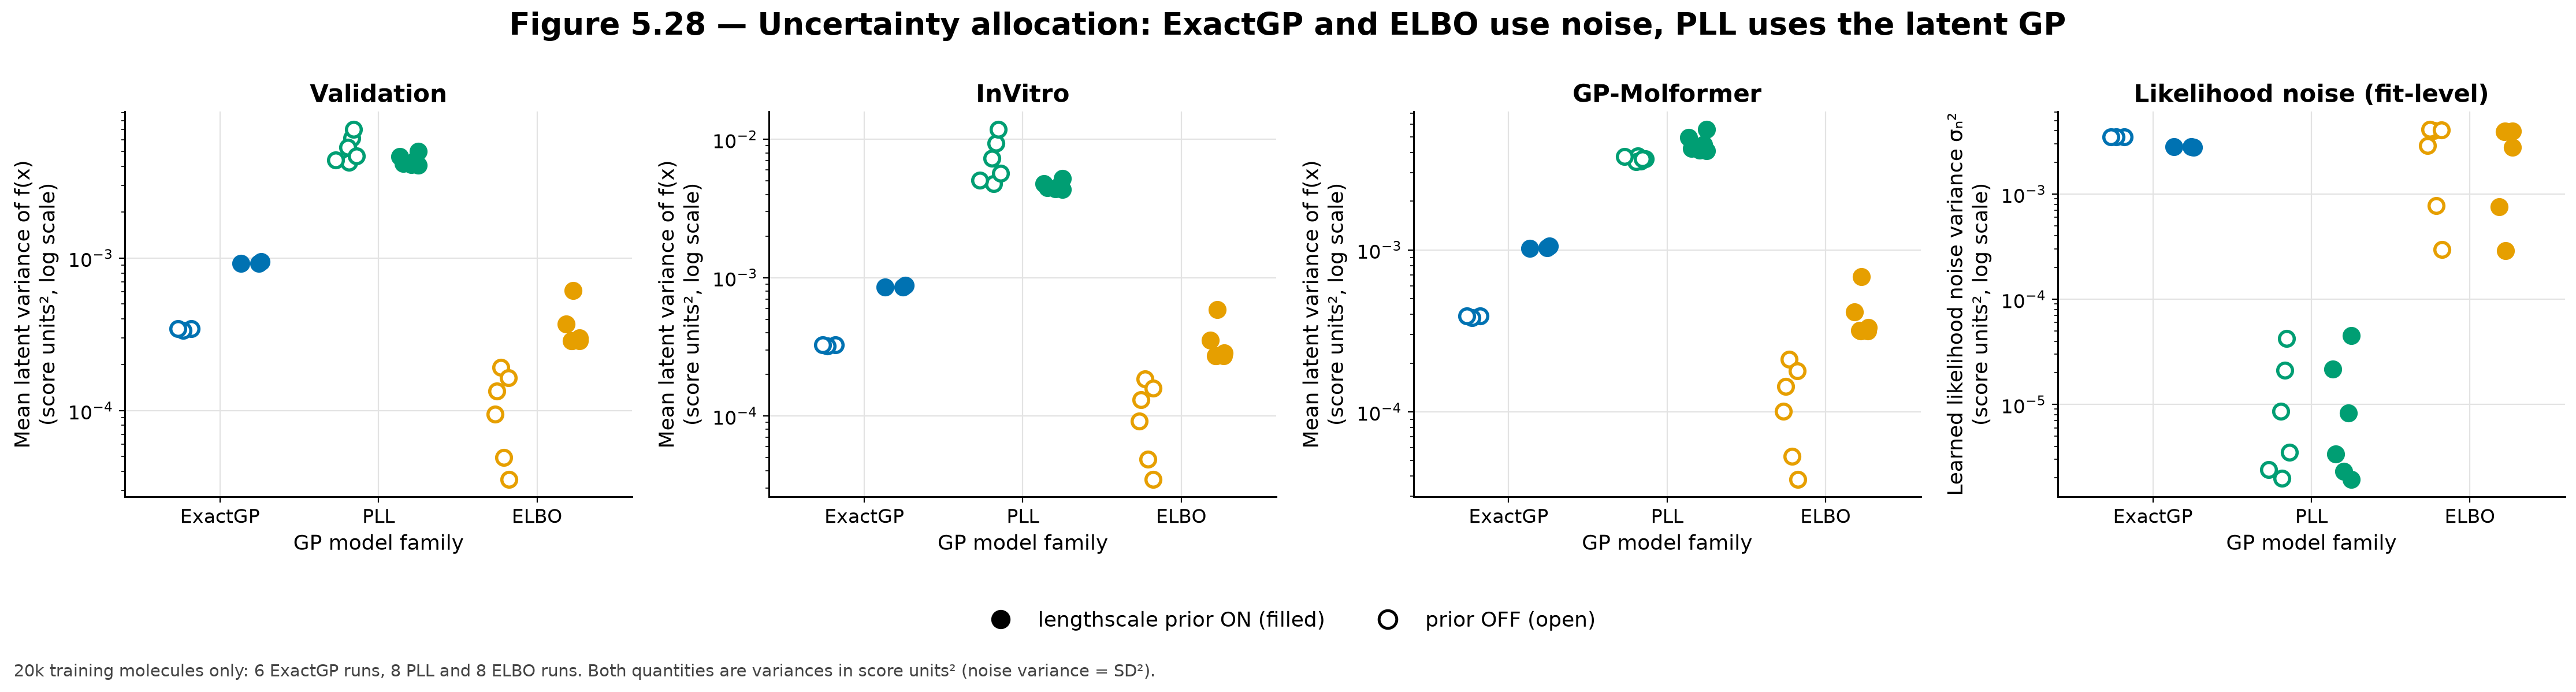 Figure 5.28 — Uncertainty allocation: ExactGP and ELBO use noise, PLL uses the latent GP
Validation
Mean latent variance of f(x)
(score units², log scale)
10⁻³
10⁻⁴
ExactGP PLL ELBO
GP model family
InVitro
Mean latent variance of f(x)
(score units², log scale)
10⁻²
10⁻³
10⁻⁴
ExactGP PLL ELBO
GP model family
GP-Molformer
Mean latent variance of f(x)
(score units², log scale)
10⁻³
10⁻⁴
ExactGP PLL ELBO
GP model family
Likelihood noise (fit-level)
Learned likelihood noise variance σₙ²
(score units², log scale)
10⁻³
10⁻⁴
10⁻⁵
ExactGP PLL ELBO
GP model family
lengthscale prior ON (filled) prior OFF (open)
20k training molecules only: 6 ExactGP runs, 8 PLL and 8 ELBO runs. Both quantities are variances in score units² (noise variance = SD²).